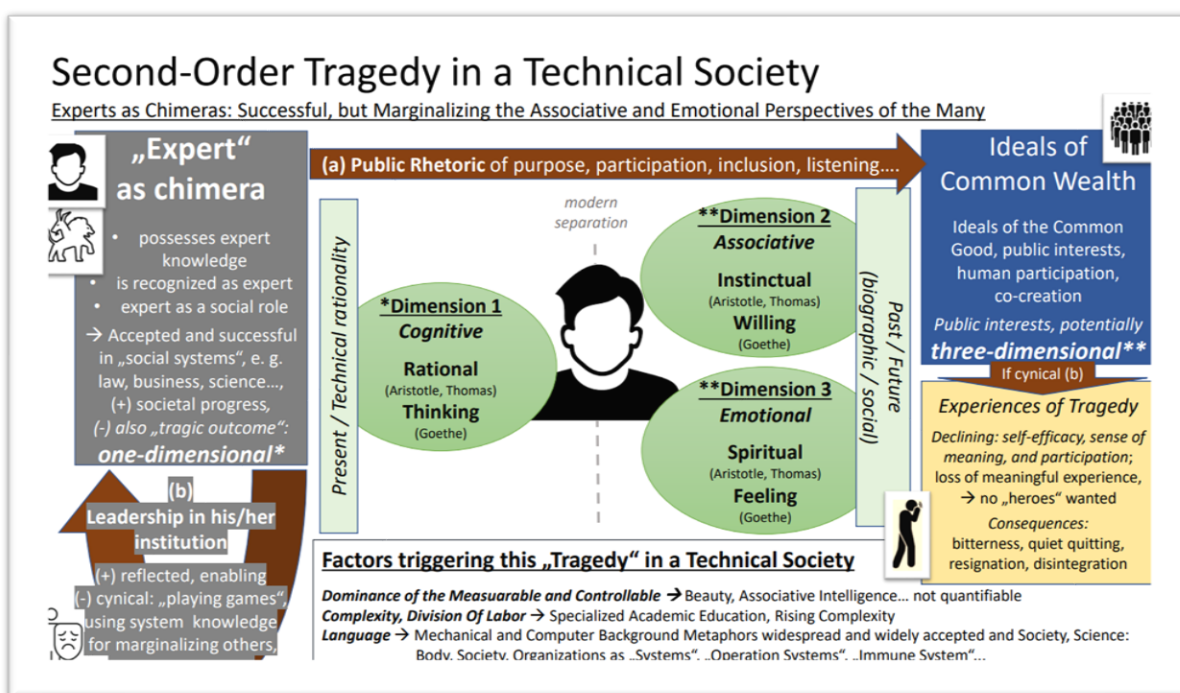 Second-Order Tragedy in a Technical Society
Experts as Chimeras: Successful, but Marginalizing the Associative and Emotional Perspectives of the Many
„Expert“
as chimera
• possesses expert
knowledge
• is recognized as expert
• expert as a social role
→ Accepted and successful
in „social systems“, e. g.
law, business, science…,
(+) societal progress,
(-) also „tragic outcome“:
one-dimensional*
(b)
Leadership in his/her
institution
(+) reflected, enabling
(-) cynical: „playing games“,
using system knowledge
for marginalizing others,
(a) Public Rhetoric of purpose, participation, inclusion, listening….
Present / Technical rationality
*Dimension 1
Cognitive
Rational
(Aristotle, Thomas)
Thinking
(Goethe)
modern
separation
**Dimension 2
Associative
Instinctual
(Aristotle, Thomas)
Willing
(Goethe)
**Dimension 3
Emotional
Spiritual
(Aristotle, Thomas)
Feeling
(Goethe)
Past / Future
(biographic / social)
Ideals of
Common Wealth
Ideals of the Common
Good, public interests,
human participation,
co-creation
Public interests, potentially
three-dimensional**
If cynical (b)
Experiences of Tragedy
Declining: self-efficacy, sense of
meaning, and participation;
loss of meaningful experience,
→ no „heroes“ wanted
Consequences:
bitterness, quiet quitting,
resignation, disintegration
Factors triggering this „Tragedy“ in a Technical Society
Dominance of the Measurable and Controllable → Beauty, Associative Intelligence… not quantifiable
Complexity, Division Of Labor → Specialized Academic Education, Rising Complexity
Language → Mechanical and Computer Background Metaphors widespread and widely accepted and Society, Science:
Body, Society, Organizations as „Systems“, „Operation Systems“, „Immune System“…